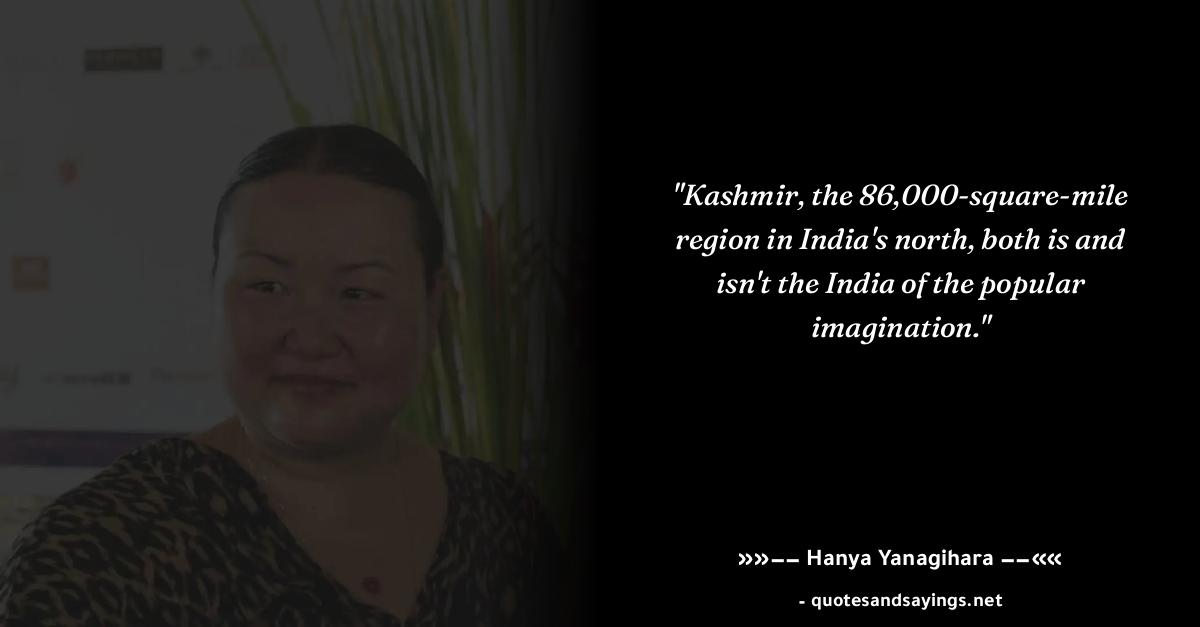 "Kashmir, the 86,000-square-mile
region in India's north, both is and
isn't the India of the popular
imagination."
»»−− Hanya Yanagihara −−««
- quotesandsayings.net